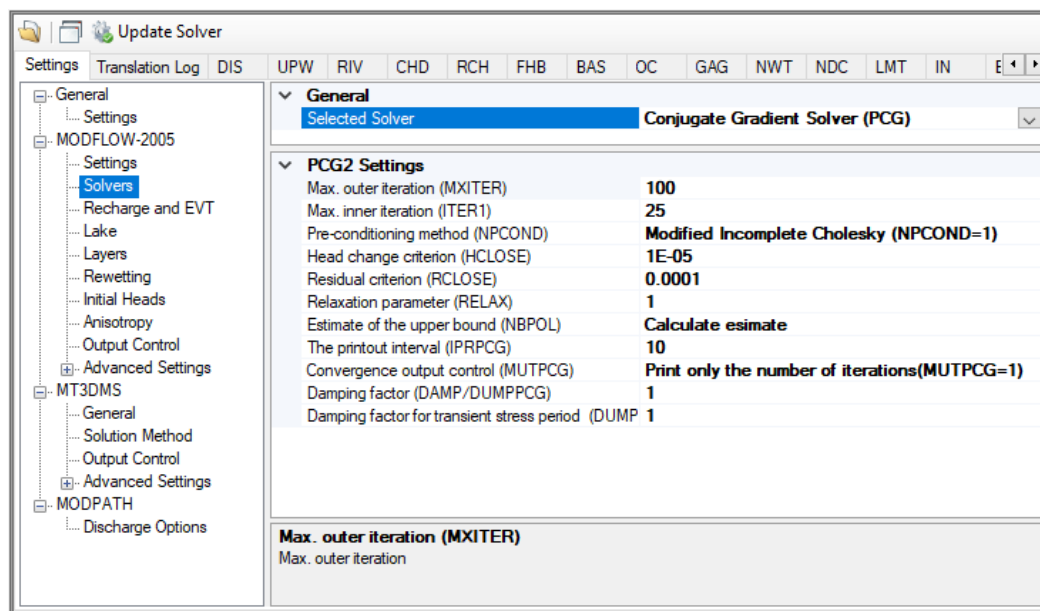 Update Solver
Settings Translation Log DIS UPW RIV CHD RCH FHB BAS OC GAG NWT NDC LMT IN
General
Settings
MODFLOW-2005
Settings
Solvers
Recharge and EVT
Lake
Layers
Rewetting
Initial Heads
Anisotropy
Output Control
Advanced Settings
MT3DMS
General
Solution Method
Output Control
Advanced Settings
MODPATH
Discharge Options
General
Selected Solver Conjugate Gradient Solver (PCG)
PCG2 Settings
Max. outer iteration (MXITER) 100
Max. inner iteration (ITER1) 25
Pre-conditioning method (NPCOND) Modified Incomplete Cholesky (NPCOND=1)
Head change criterion (HCLOSE) 1E-05
Residual criterion (RCLOSE) 0.0001
Relaxation parameter (RELAX) 1
Estimate of the upper bound (NBPOL) Calculate esimate
The printout interval (IPRPCG) 10
Convergence output control (MUTPCG) Print only the number of iterations(MUTPCG=1)
Damping factor (DAMP/DUMPPCG) 1
Damping factor for transient stress period (DUMP 1
Max. outer iteration (MXITER)
Max. outer iteration